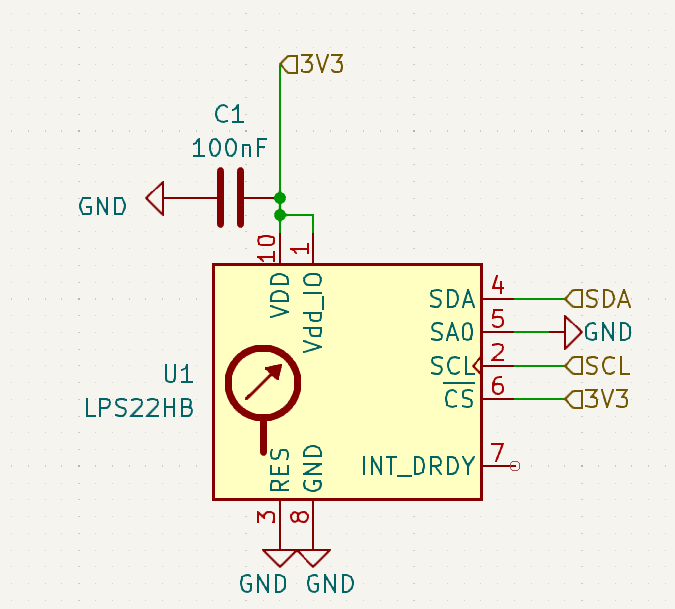 3V3
C1
100nF
GND
10
1
VDD
Vdd_IO
SDA
4
SDA
SA0
5
GND
SCL
2
SCL
CS
6
3V3
U1
LPS22HB
INT_DRDY
7
RES
GND
3
8
GND
GND